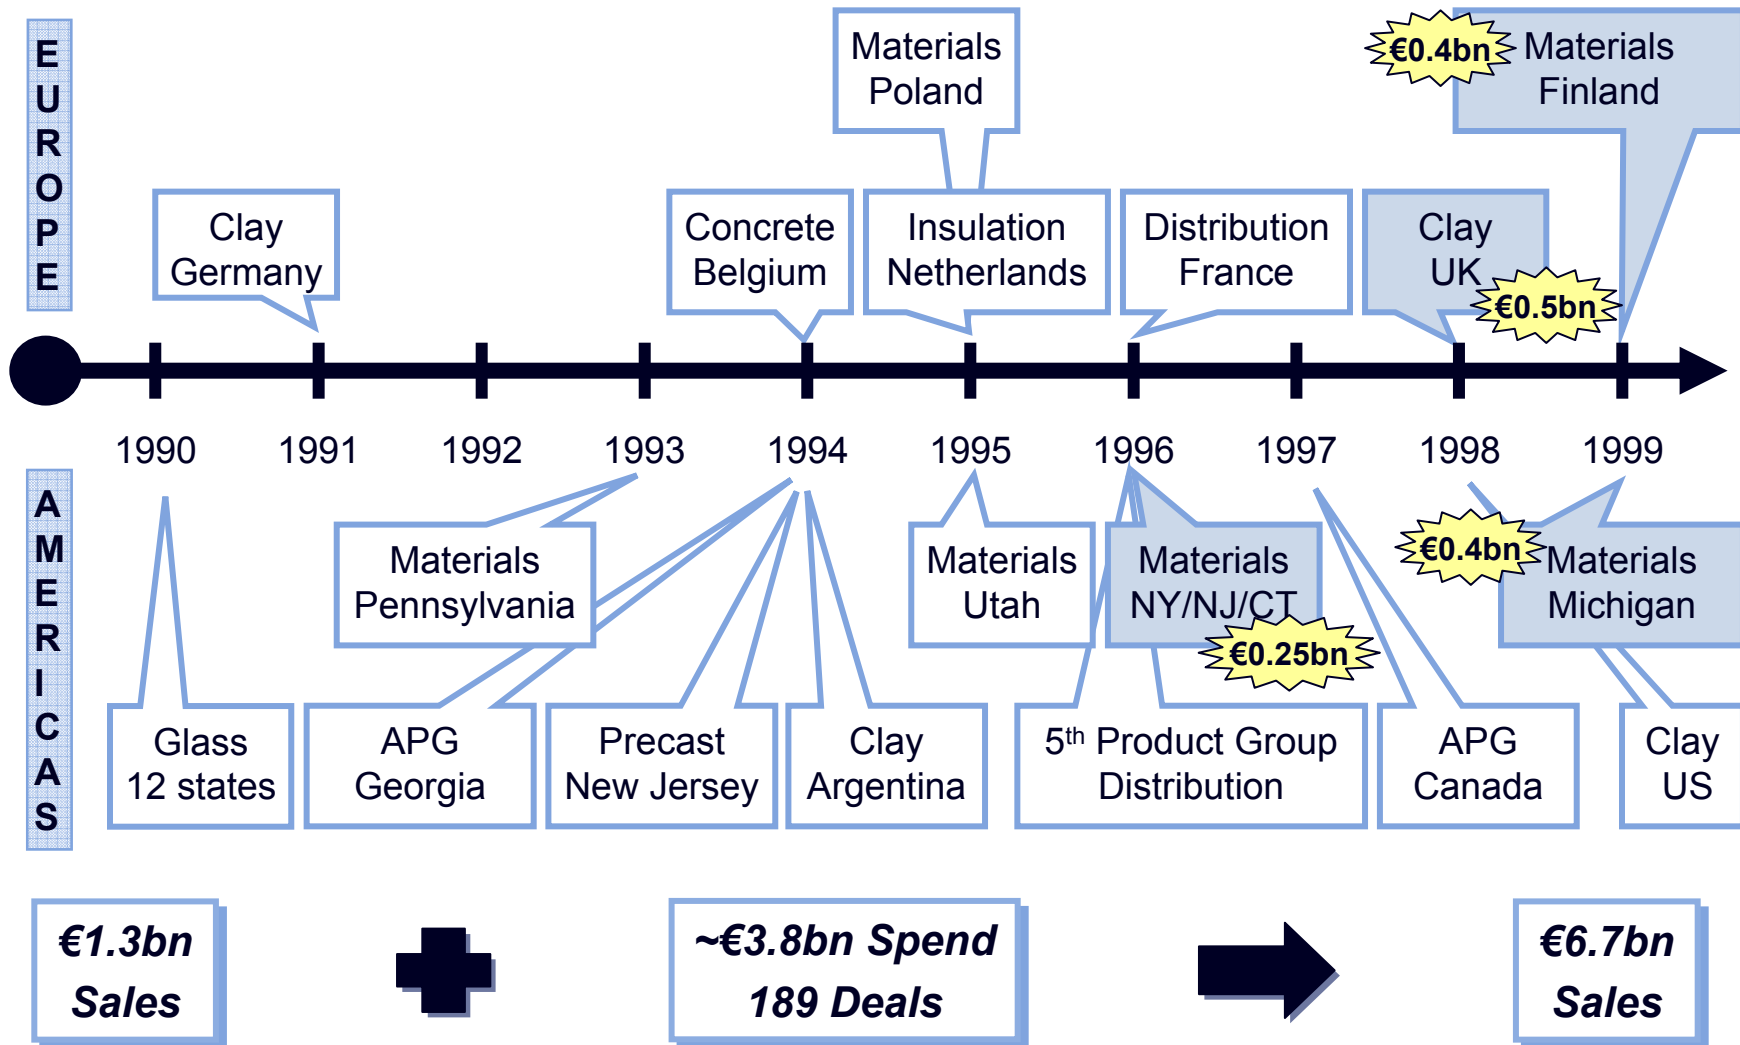 EUROPE
Materials
Poland
€0.4bn
Materials
Finland
Clay
Germany
Concrete
Belgium
Insulation
Netherlands
Distribution
France
Clay
UK
€0.5bn
1990 1991 1992 1993 1994 1995 1996 1997 1998 1999
AMERICAS
Materials
Pennsylvania
Materials
Utah
Materials
NY/NJ/CT
€0.25bn
€0.4bn
Materials
Michigan
Glass
12 states
APG
Georgia
Precast
New Jersey
Clay
Argentina
5th Product Group
Distribution
APG
Canada
Clay
US
€1.3bn
Sales
~€3.8bn Spend
189 Deals
€6.7bn
Sales